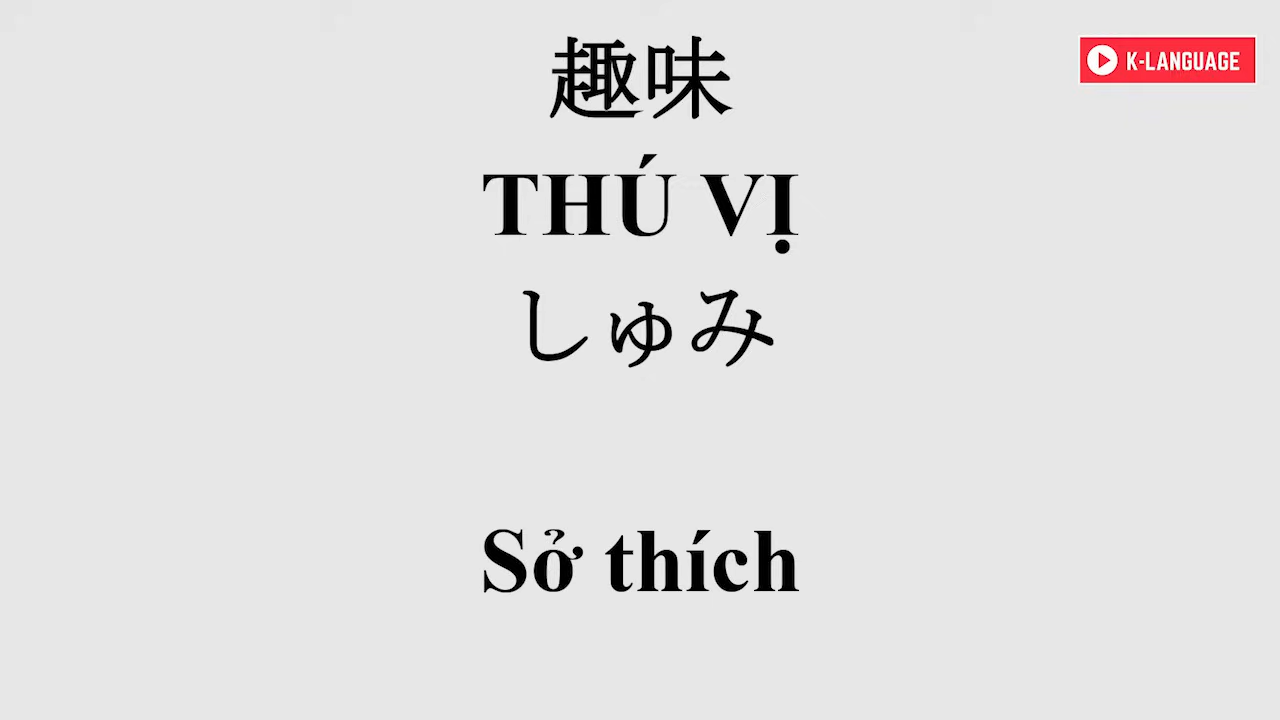 趣味
K-LANGUAGE
THÚ VỊ
しゅみ
Sở thích